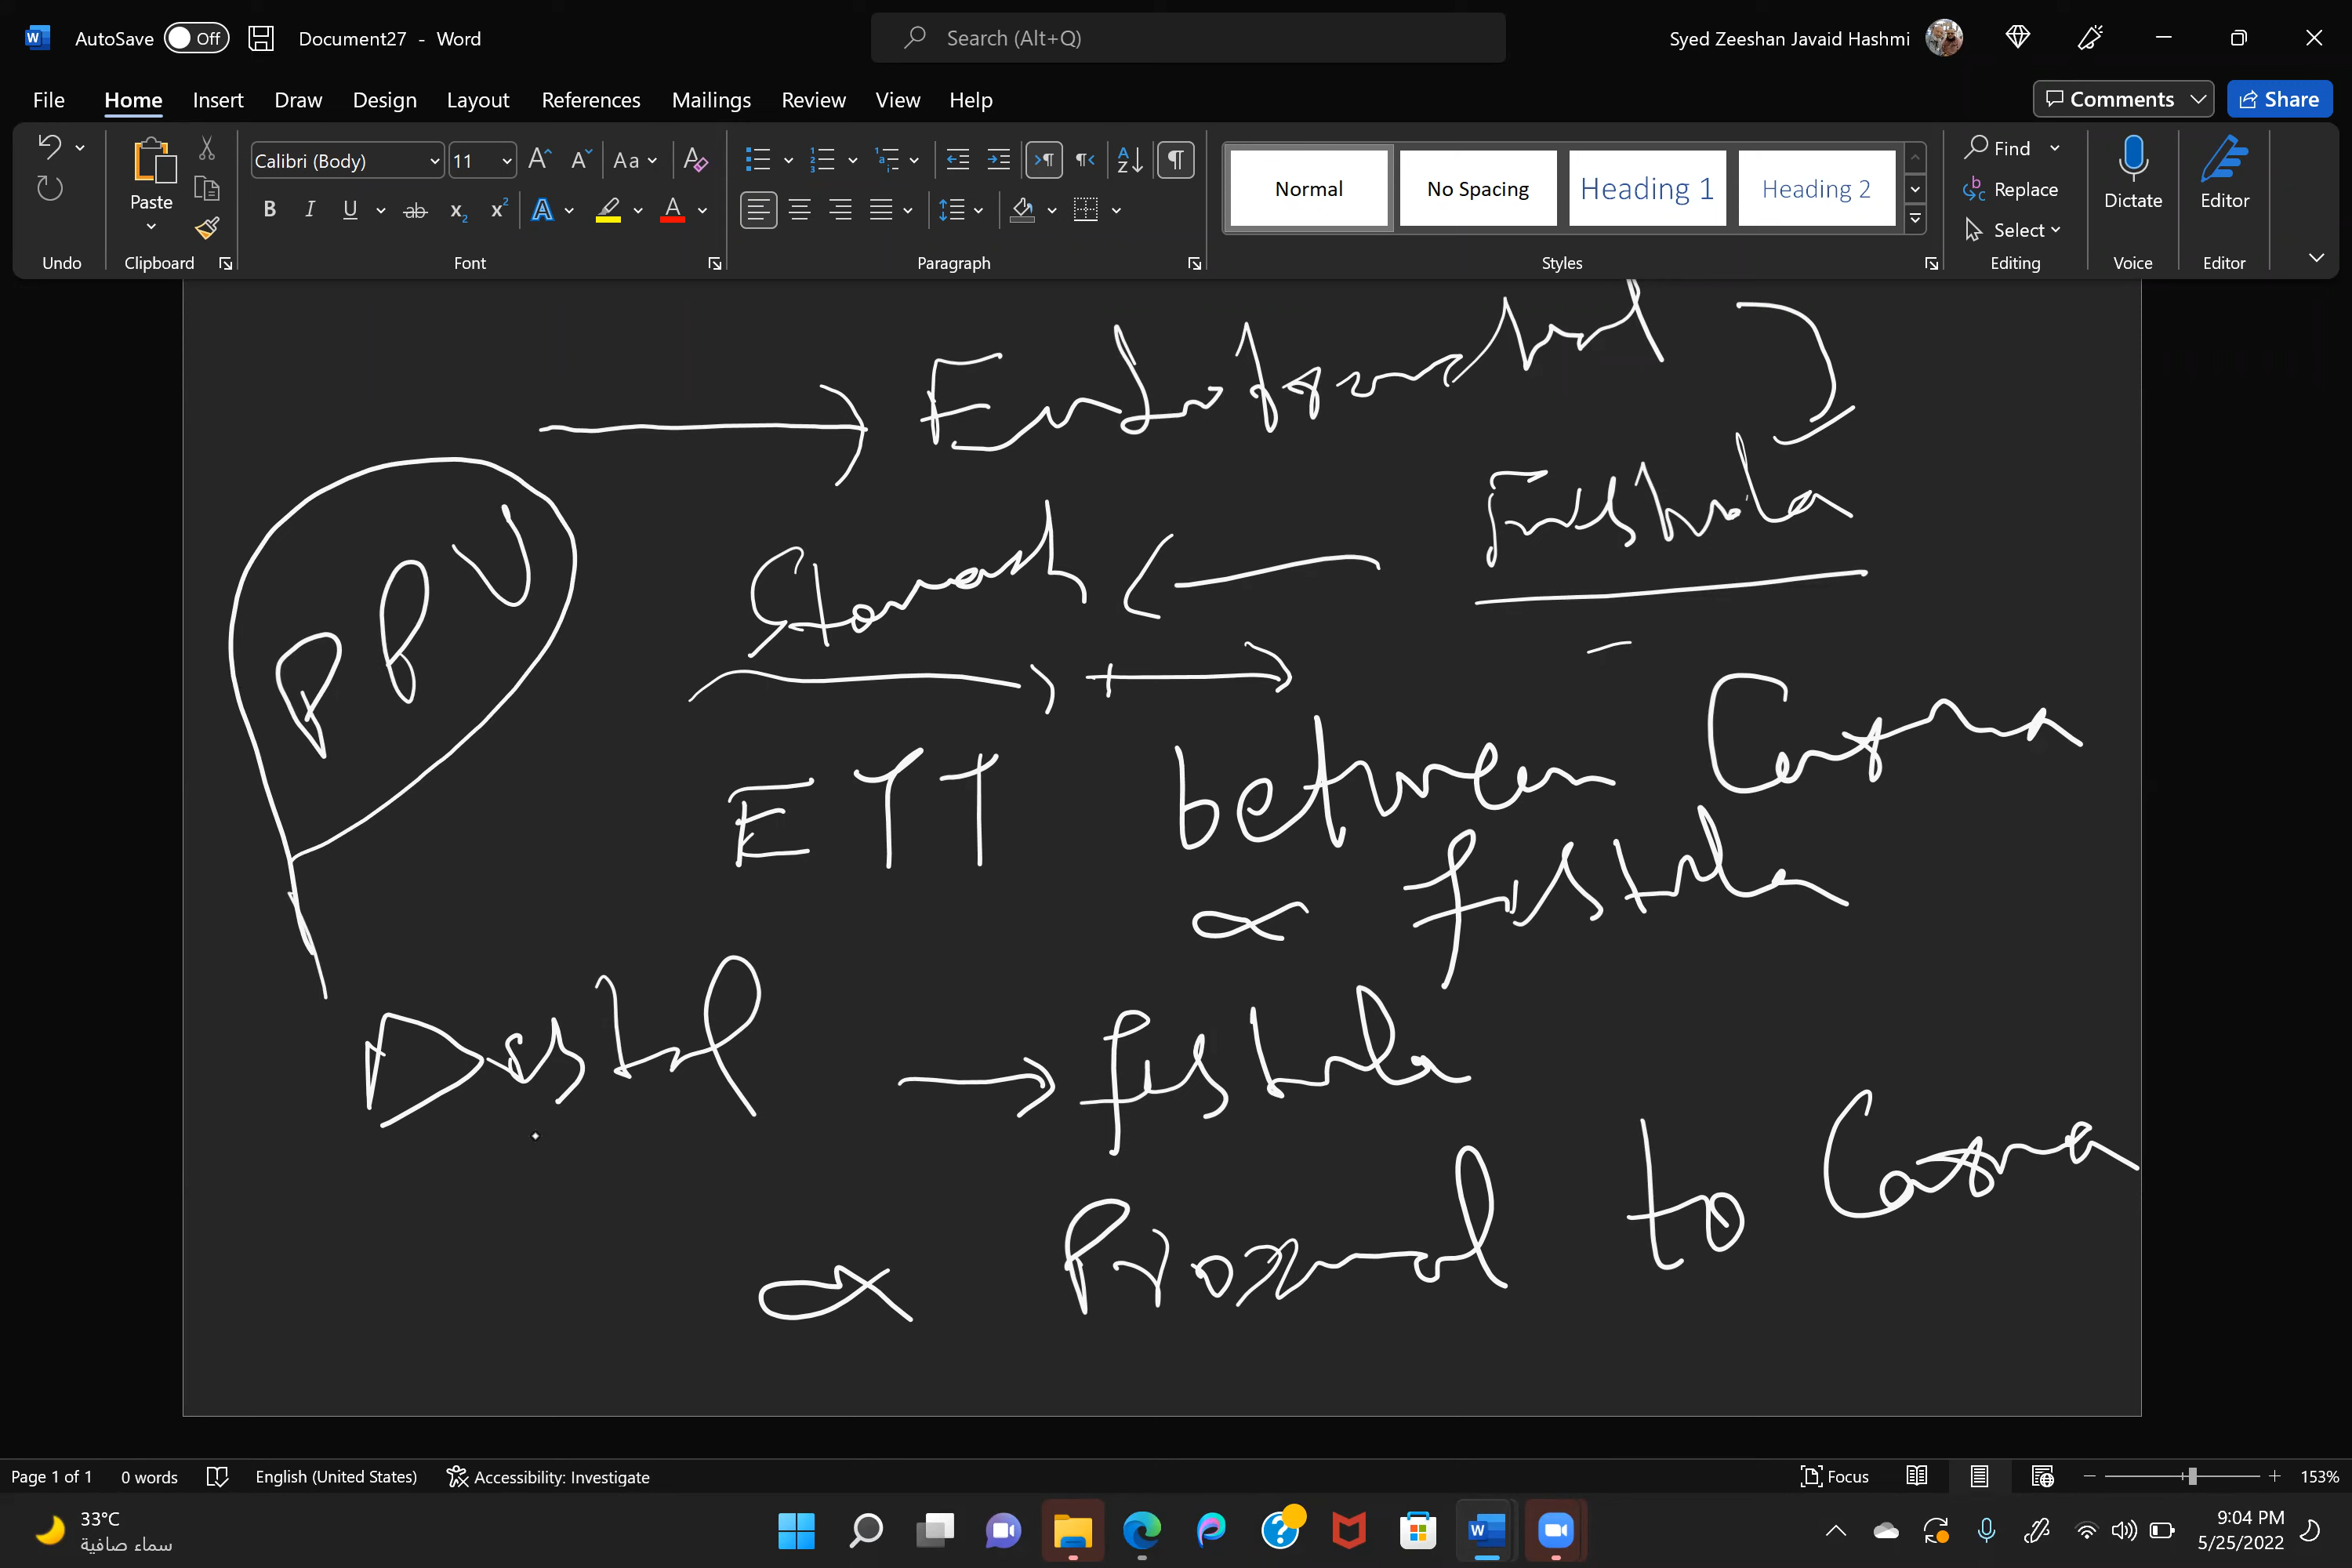 AutoSave Off Document27 - Word Search (Alt+Q) Syed Zeeshan Javaid Hashmi
File Home Insert Draw Design Layout References Mailings Review View Help Comments Share
Calibri (Body) 11 Normal No Spacing Heading 1 Heading 2 Find
Paste Replace Dictate Editor
Select
Undo Clipboard Font Paragraph Styles Editing Voice Editor
Fistula
PPV
Stomach
ETT between Carina
fistula
Distal → fistula
Proximal to Carina
Page 1 of 1 0 words English (United States) Accessibility: Investigate Focus 153%
33°C
سماء صافية
9:04 PM
5/25/2022